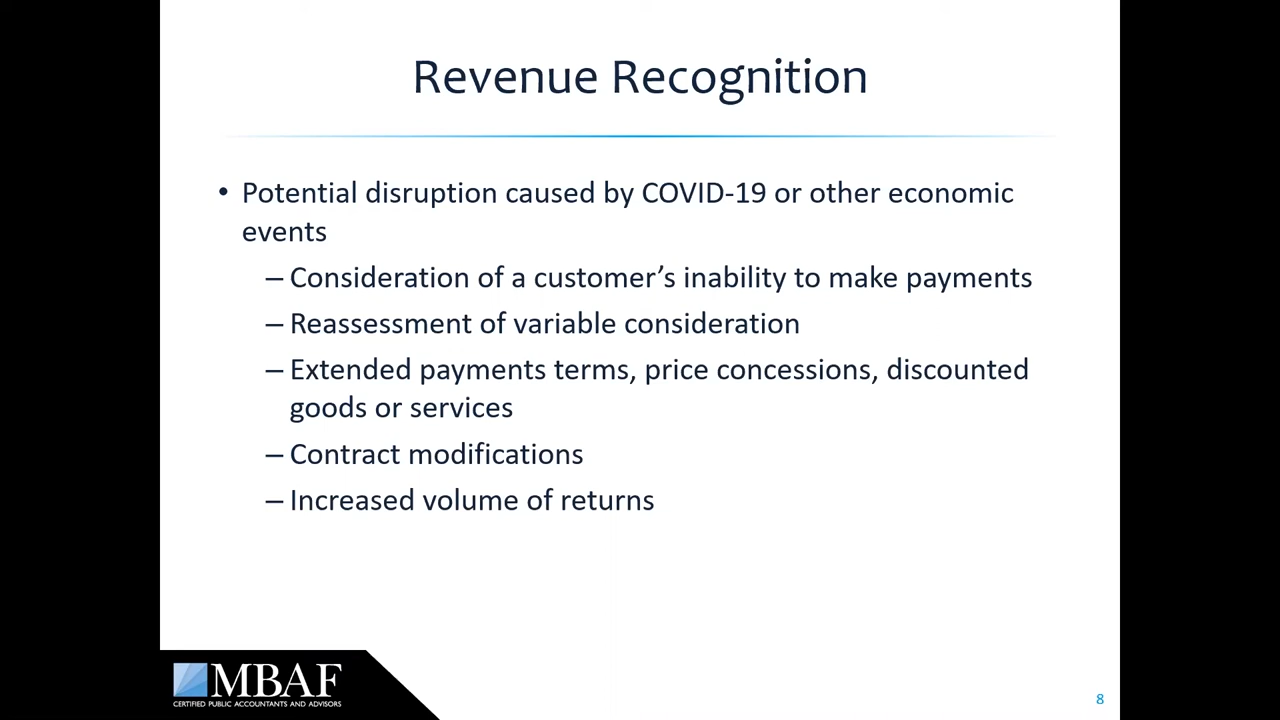 Revenue Recognition
• Potential disruption caused by COVID-19 or other economic
events
– Consideration of a customer’s inability to make payments
– Reassessment of variable consideration
– Extended payments terms, price concessions, discounted
goods or services
– Contract modifications
– Increased volume of returns
MBAF
CERTIFIED PUBLIC ACCOUNTANTS AND ADVISORS
8